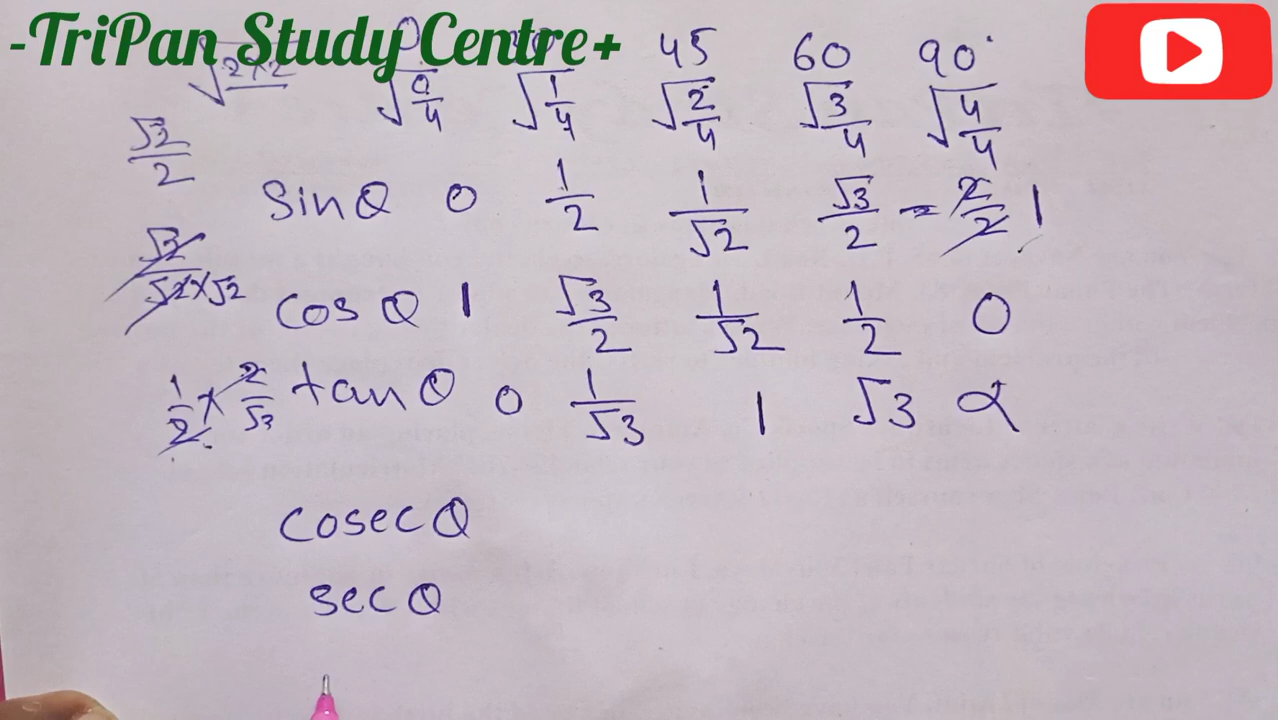 -TriPan Study Centre+
0 30 45 60 90°
√(2×2) √(0/4) √(1/4) √(2/4) √(3/4) √(4/4)
√2/2
sinθ 0 1/2 1/√2 √3/2 = 2/2 1
√2/(√2×√2)
cosθ 1 √3/2 1/√2 1/2 0
1/2 × 2/√3 tanθ 0 1/√3 1 √3 α
cosecθ
secθ